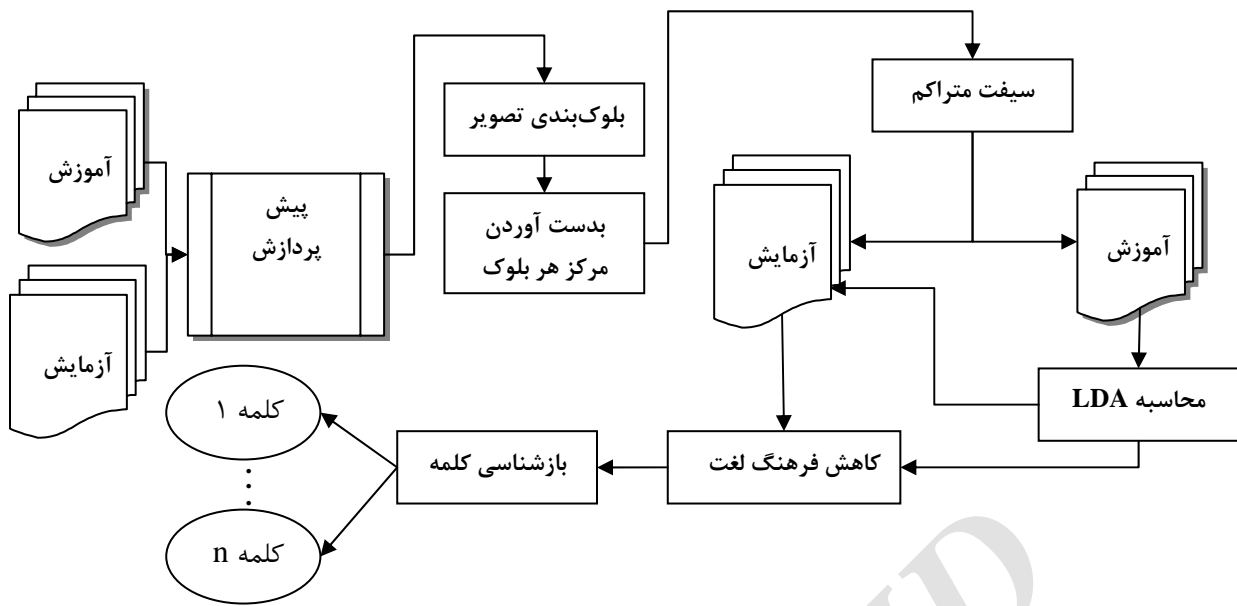 آموزش
آزمایش
پیش
پردازش
بلوک‌بندی تصویر
بدست آوردن
مرکز هر بلوک
سیفت متراکم
آزمایش
آموزش
محاسبه LDA
کاهش فرهنگ لغت
بازشناسی کلمه
کلمه ۱
⋮
کلمه n